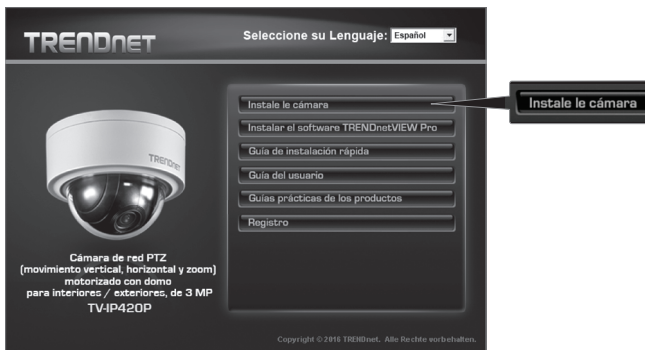 TRENDnet
Seleccione su Lenguaje: Español
Instale le cámara
Instale le cámara
Instalar el software TRENDnetVIEW Pro
Guía de instalación rápida
Guía del usuario
Guías prácticas de los productos
Registro
TRENDnet
Cámara de red PTZ
(movimiento vertical, horizontal y zoom)
motorizado con domo
para interiores / exteriores, de 3 MP
TV-IP420P
Copyright © 2016 TRENDnet. Alle Rechte vorbehalten.